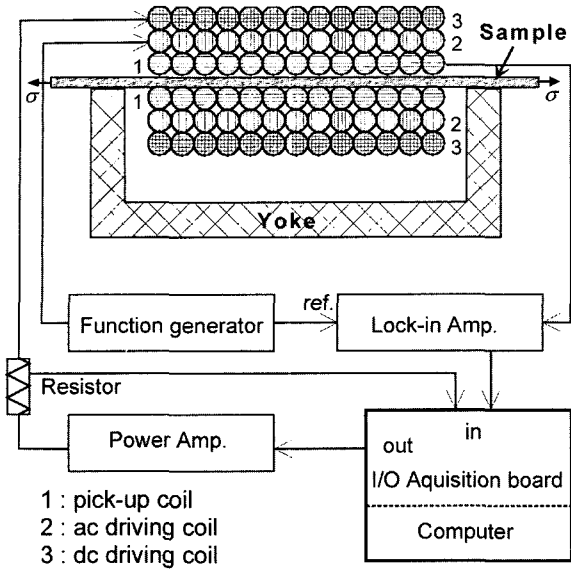 3
2
1
Sample
σ
σ
1
2
3
Yoke
Function generator
ref.
Lock-in Amp.
Resistor
Power Amp.
out
in
I/O Aquisition board
Computer
1 : pick-up coil
2 : ac driving coil
3 : dc driving coil